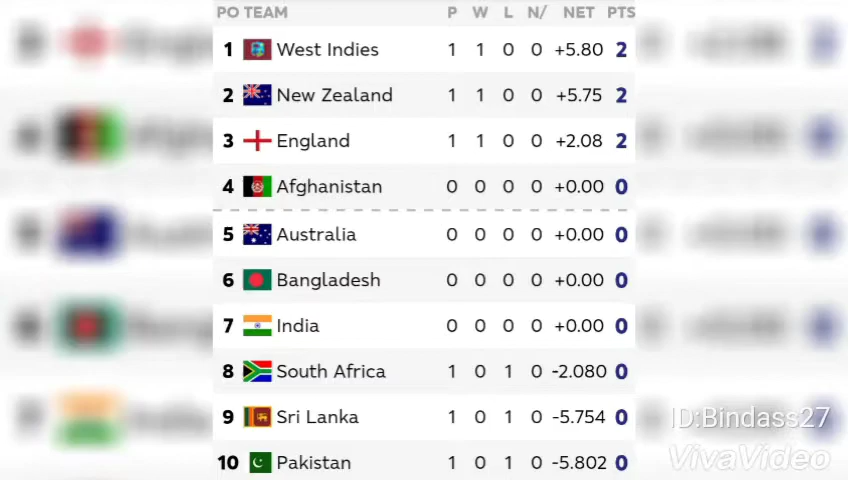 PO TEAM P W L N/ NET PTS
1 West Indies 1 1 0 0 +5.80 2
2 New Zealand 1 1 0 0 +5.75 2
3 England 1 1 0 0 +2.08 2
4 Afghanistan 0 0 0 0 +0.00 0
5 Australia 0 0 0 0 +0.00 0
6 Bangladesh 0 0 0 0 +0.00 0
7 India 0 0 0 0 +0.00 0
8 South Africa 1 0 1 0 -2.080 0
9 Sri Lanka 1 0 1 0 -5.754 0
10 Pakistan 1 0 1 0 -5.802 0
ID:Bindass27
VivaVideo